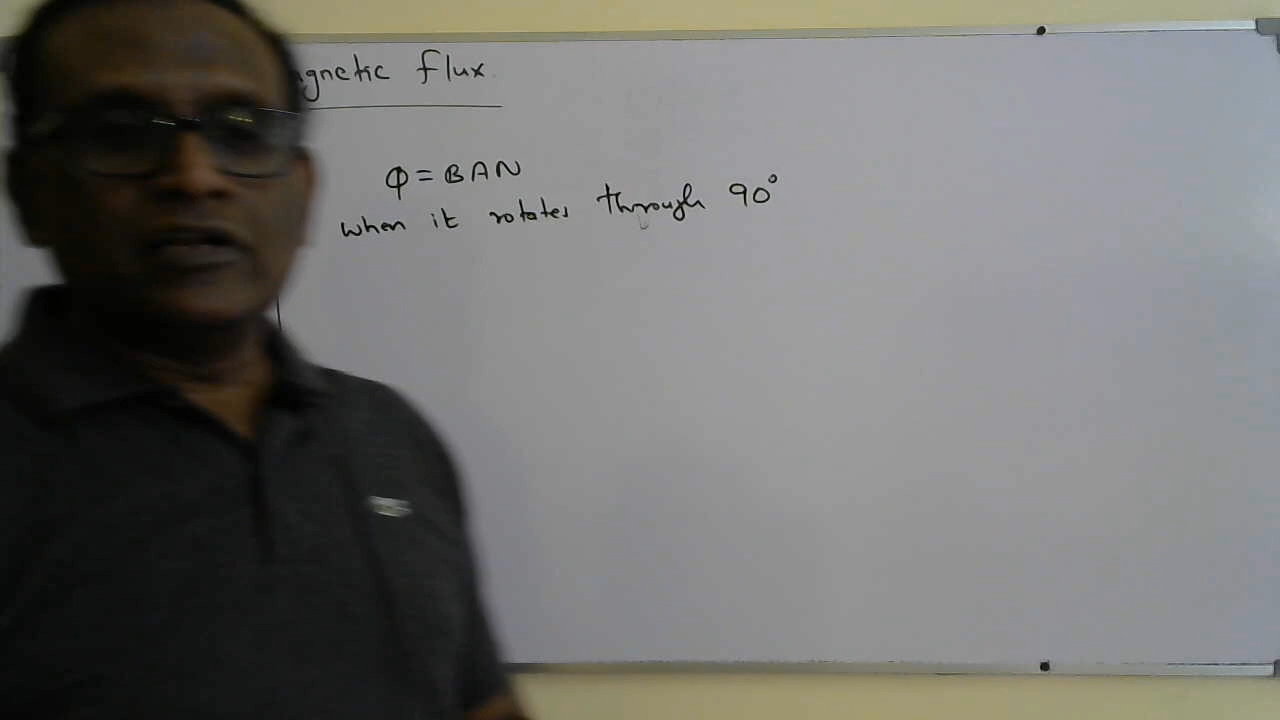 gnetic flux
φ = BAN
when it rotates through 90°